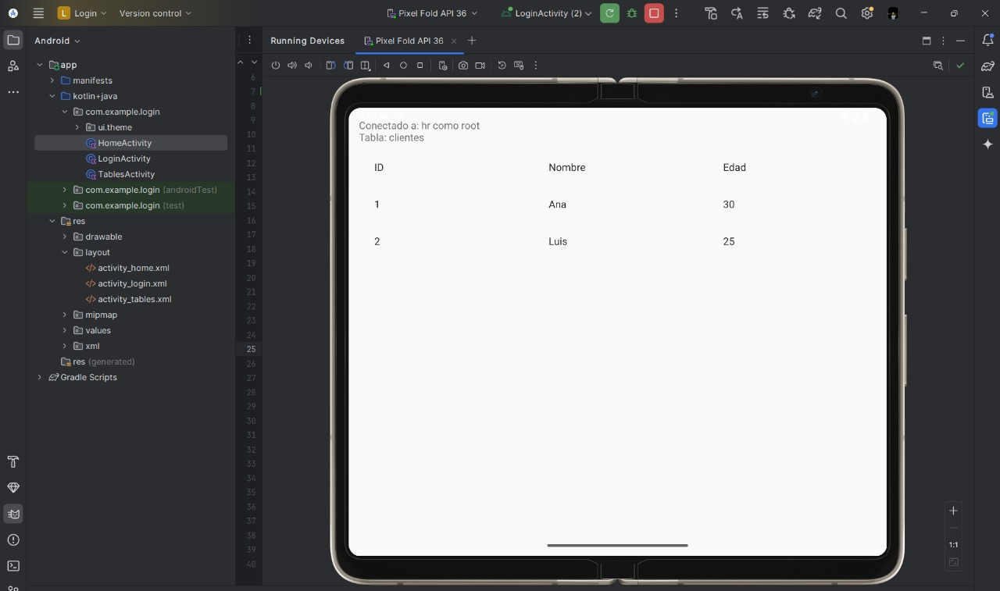 L Login Version control Pixel Fold API 36 LoginActivity (2)
Android Running Devices Pixel Fold API 36
app
manifests
kotlin+java
com.example.login
ui.theme
HomeActivity
LoginActivity
TablesActivity
com.example.login (androidTest)
com.example.login (test)
res
drawable
layout
</> activity_home.xml
</> activity_login.xml
</> activity_tables.xml
mipmap
values
xml
res (generated)
Gradle Scripts
6
7
8
9
10
11
12
13
14
15
16
17
18
19
20
21
22
23
24
25
26
27
28
29
30
31
32
33
34
35
36
37
38
39
40
Conectado a: hr como root
Tabla: clientes
ID Nombre Edad
1 Ana 30
2 Luis 25
1:1